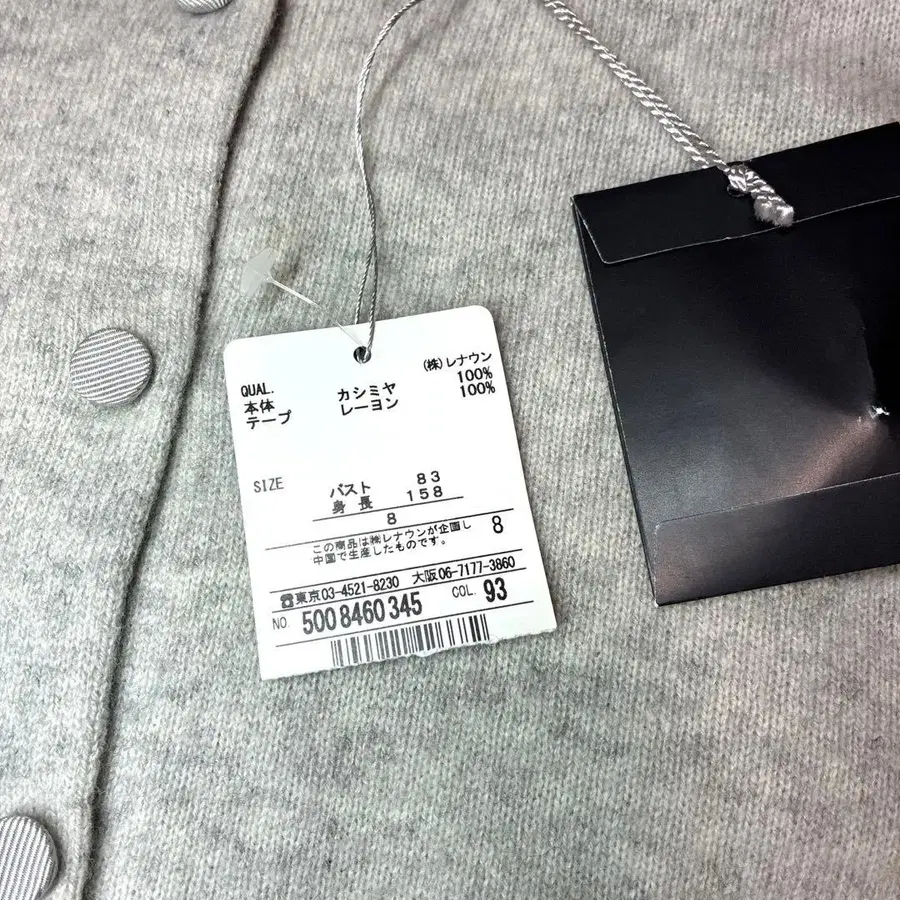 (株)レナウン
QUAL. 100%
本体 カシミヤ 100%
テープ レーヨン
SIZE
バスト 83
身長 158
8
この商品は㈱レナウンが企画し 8
中国で生産したものです。
☎東京03-4521-8230 大阪06-7177-3860
NO. 5008460345 COL. 93